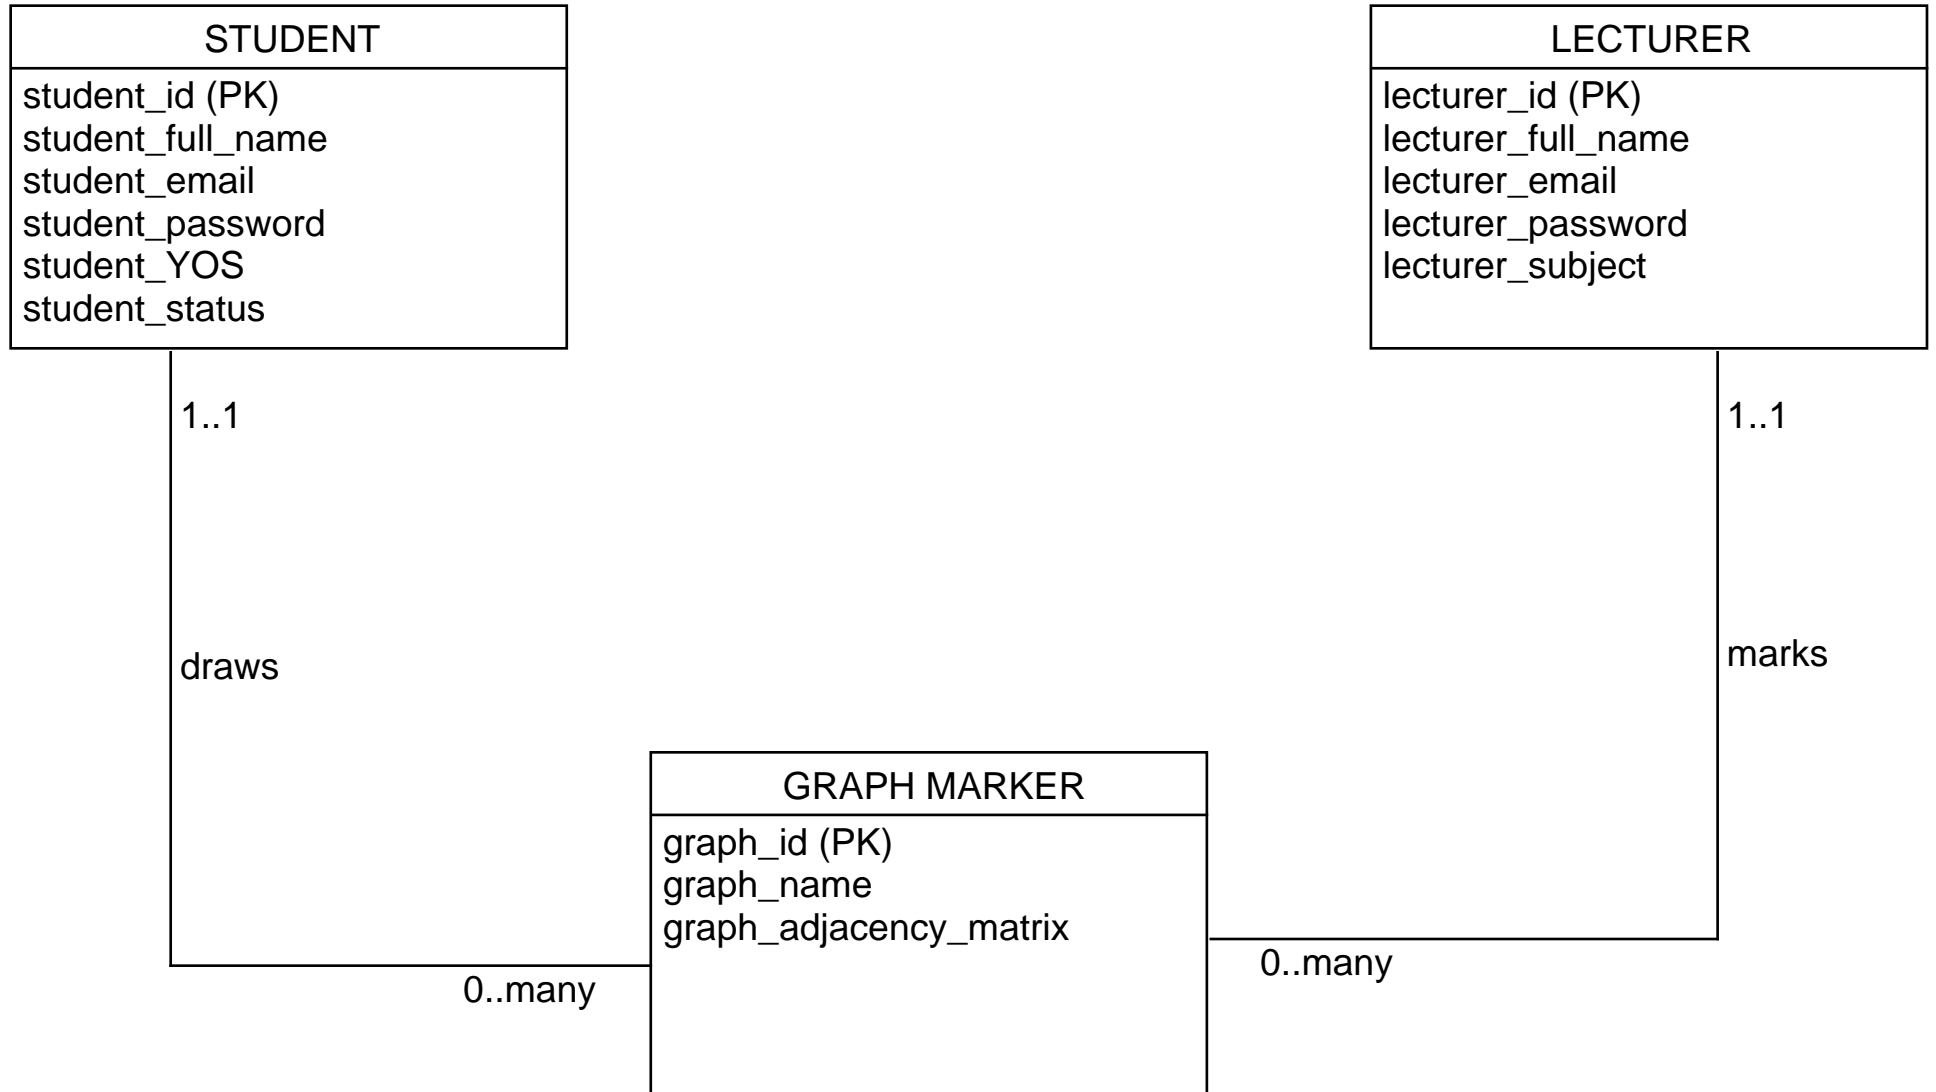 STUDENT
student_id (PK)
student_full_name
student_email
student_password
student_YOS
student_status
LECTURER
lecturer_id (PK)
lecturer_full_name
lecturer_email
lecturer_password
lecturer_subject
1..1
1..1
draws
marks
GRAPH MARKER
graph_id (PK)
graph_name
graph_adjacency_matrix
0..many
0..many